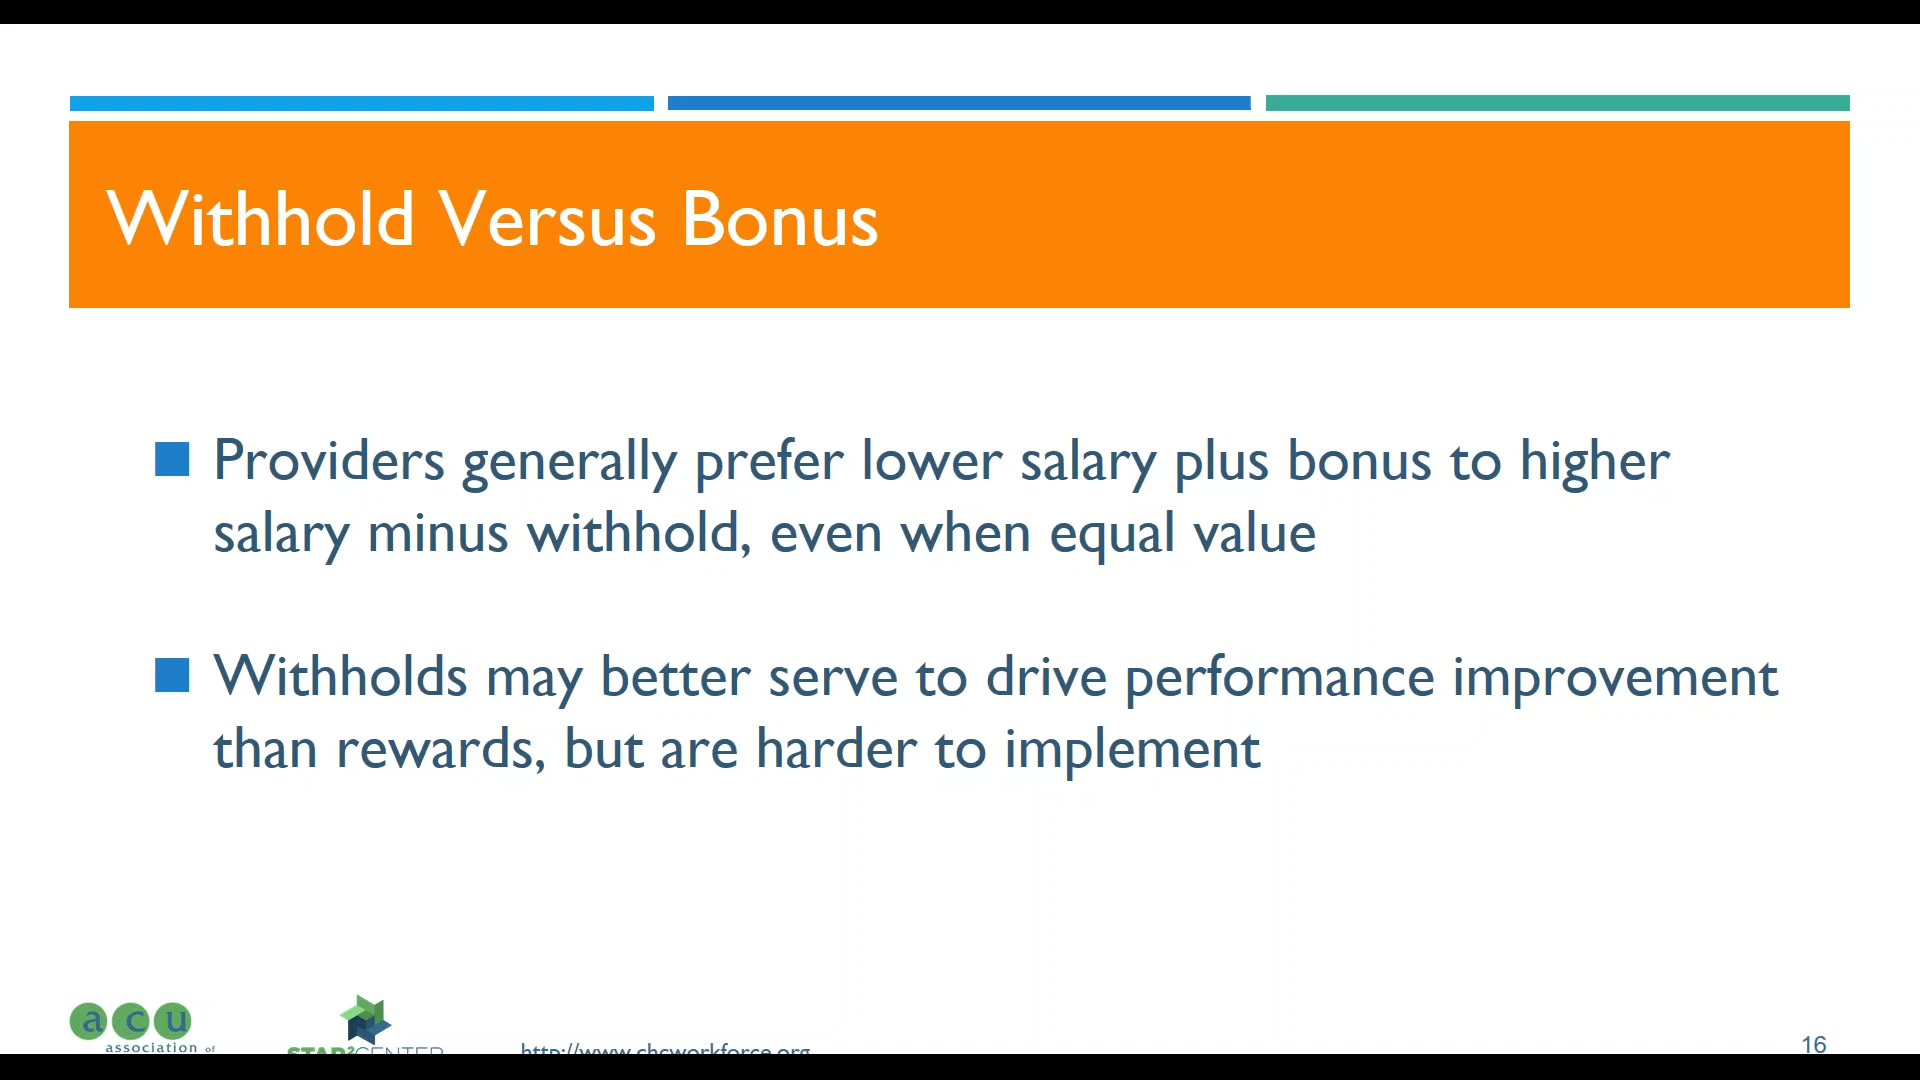 Withhold Versus Bonus
Providers generally prefer lower salary plus bonus to higher
salary minus withhold, even when equal value
Withholds may better serve to drive performance improvement
than rewards, but are harder to implement
acu
association of
STAR²CENTER
http://www.chcworkforce.org
16